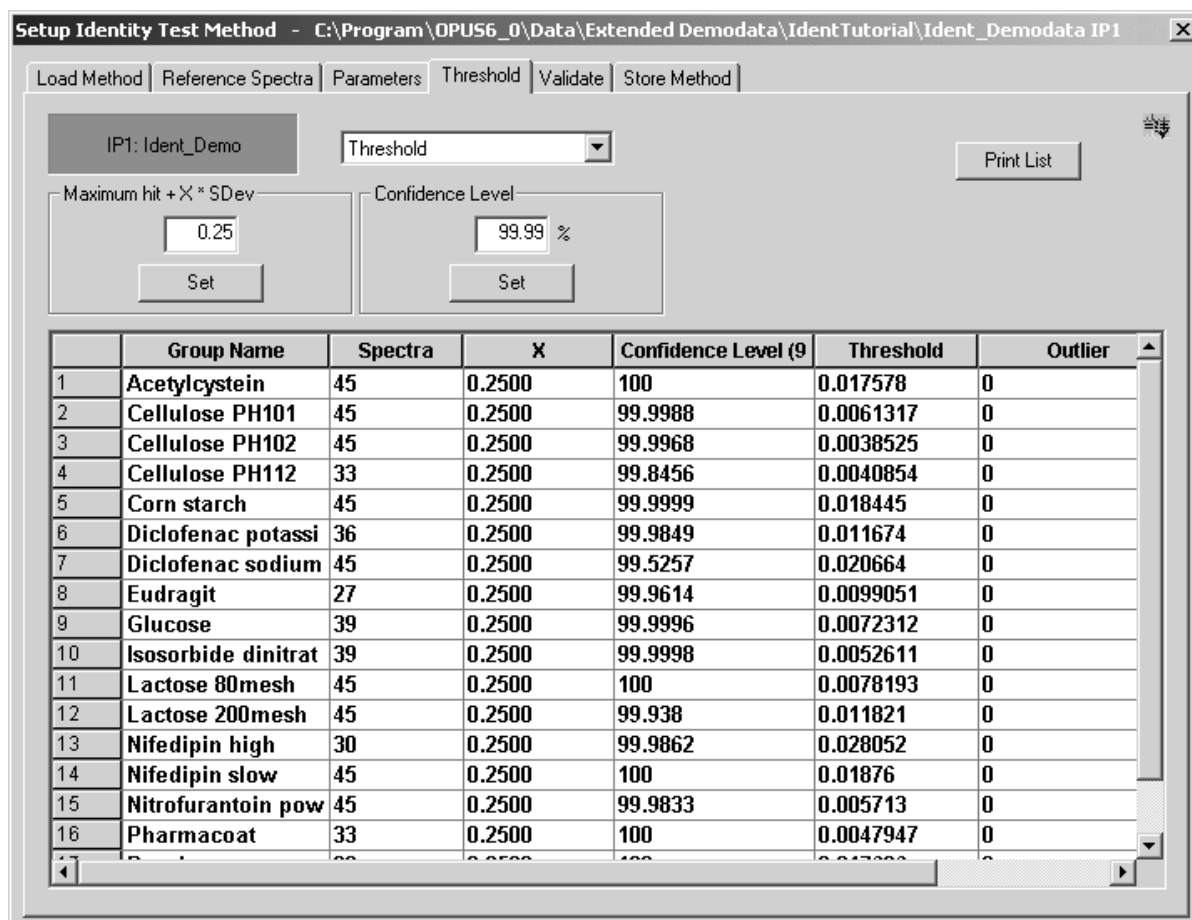 Setup Identity Test Method - C:\Program\OPUS6_0\Data\Extended Demodata\IdentTutorial\Ident_Demodata IP1
Load Method Reference Spectra Parameters Threshold Validate Store Method
IP1: Ident_Demo Threshold Print List
Maximum hit + X * SDev Confidence Level
0.25 99.99 %
Set Set
Group Name Spectra X Confidence Level (9 Threshold Outlier
1 Acetylcystein 45 0.2500 100 0.017578 0
2 Cellulose PH101 45 0.2500 99.9988 0.0061317 0
3 Cellulose PH102 45 0.2500 99.9968 0.0038525 0
4 Cellulose PH112 33 0.2500 99.8456 0.0040854 0
5 Corn starch 45 0.2500 99.9999 0.018445 0
6 Diclofenac potassi 36 0.2500 99.9849 0.011674 0
7 Diclofenac sodium 45 0.2500 99.5257 0.020664 0
8 Eudragit 27 0.2500 99.9614 0.0099051 0
9 Glucose 39 0.2500 99.9996 0.0072312 0
10 Isosorbide dinitrat 39 0.2500 99.9998 0.0052611 0
11 Lactose 80mesh 45 0.2500 100 0.0078193 0
12 Lactose 200mesh 45 0.2500 99.938 0.011821 0
13 Nifedipin high 30 0.2500 99.9862 0.028052 0
14 Nifedipin slow 45 0.2500 100 0.01876 0
15 Nitrofurantoin pow 45 0.2500 99.9833 0.005713 0
16 Pharmacoat 33 0.2500 100 0.0047947 0